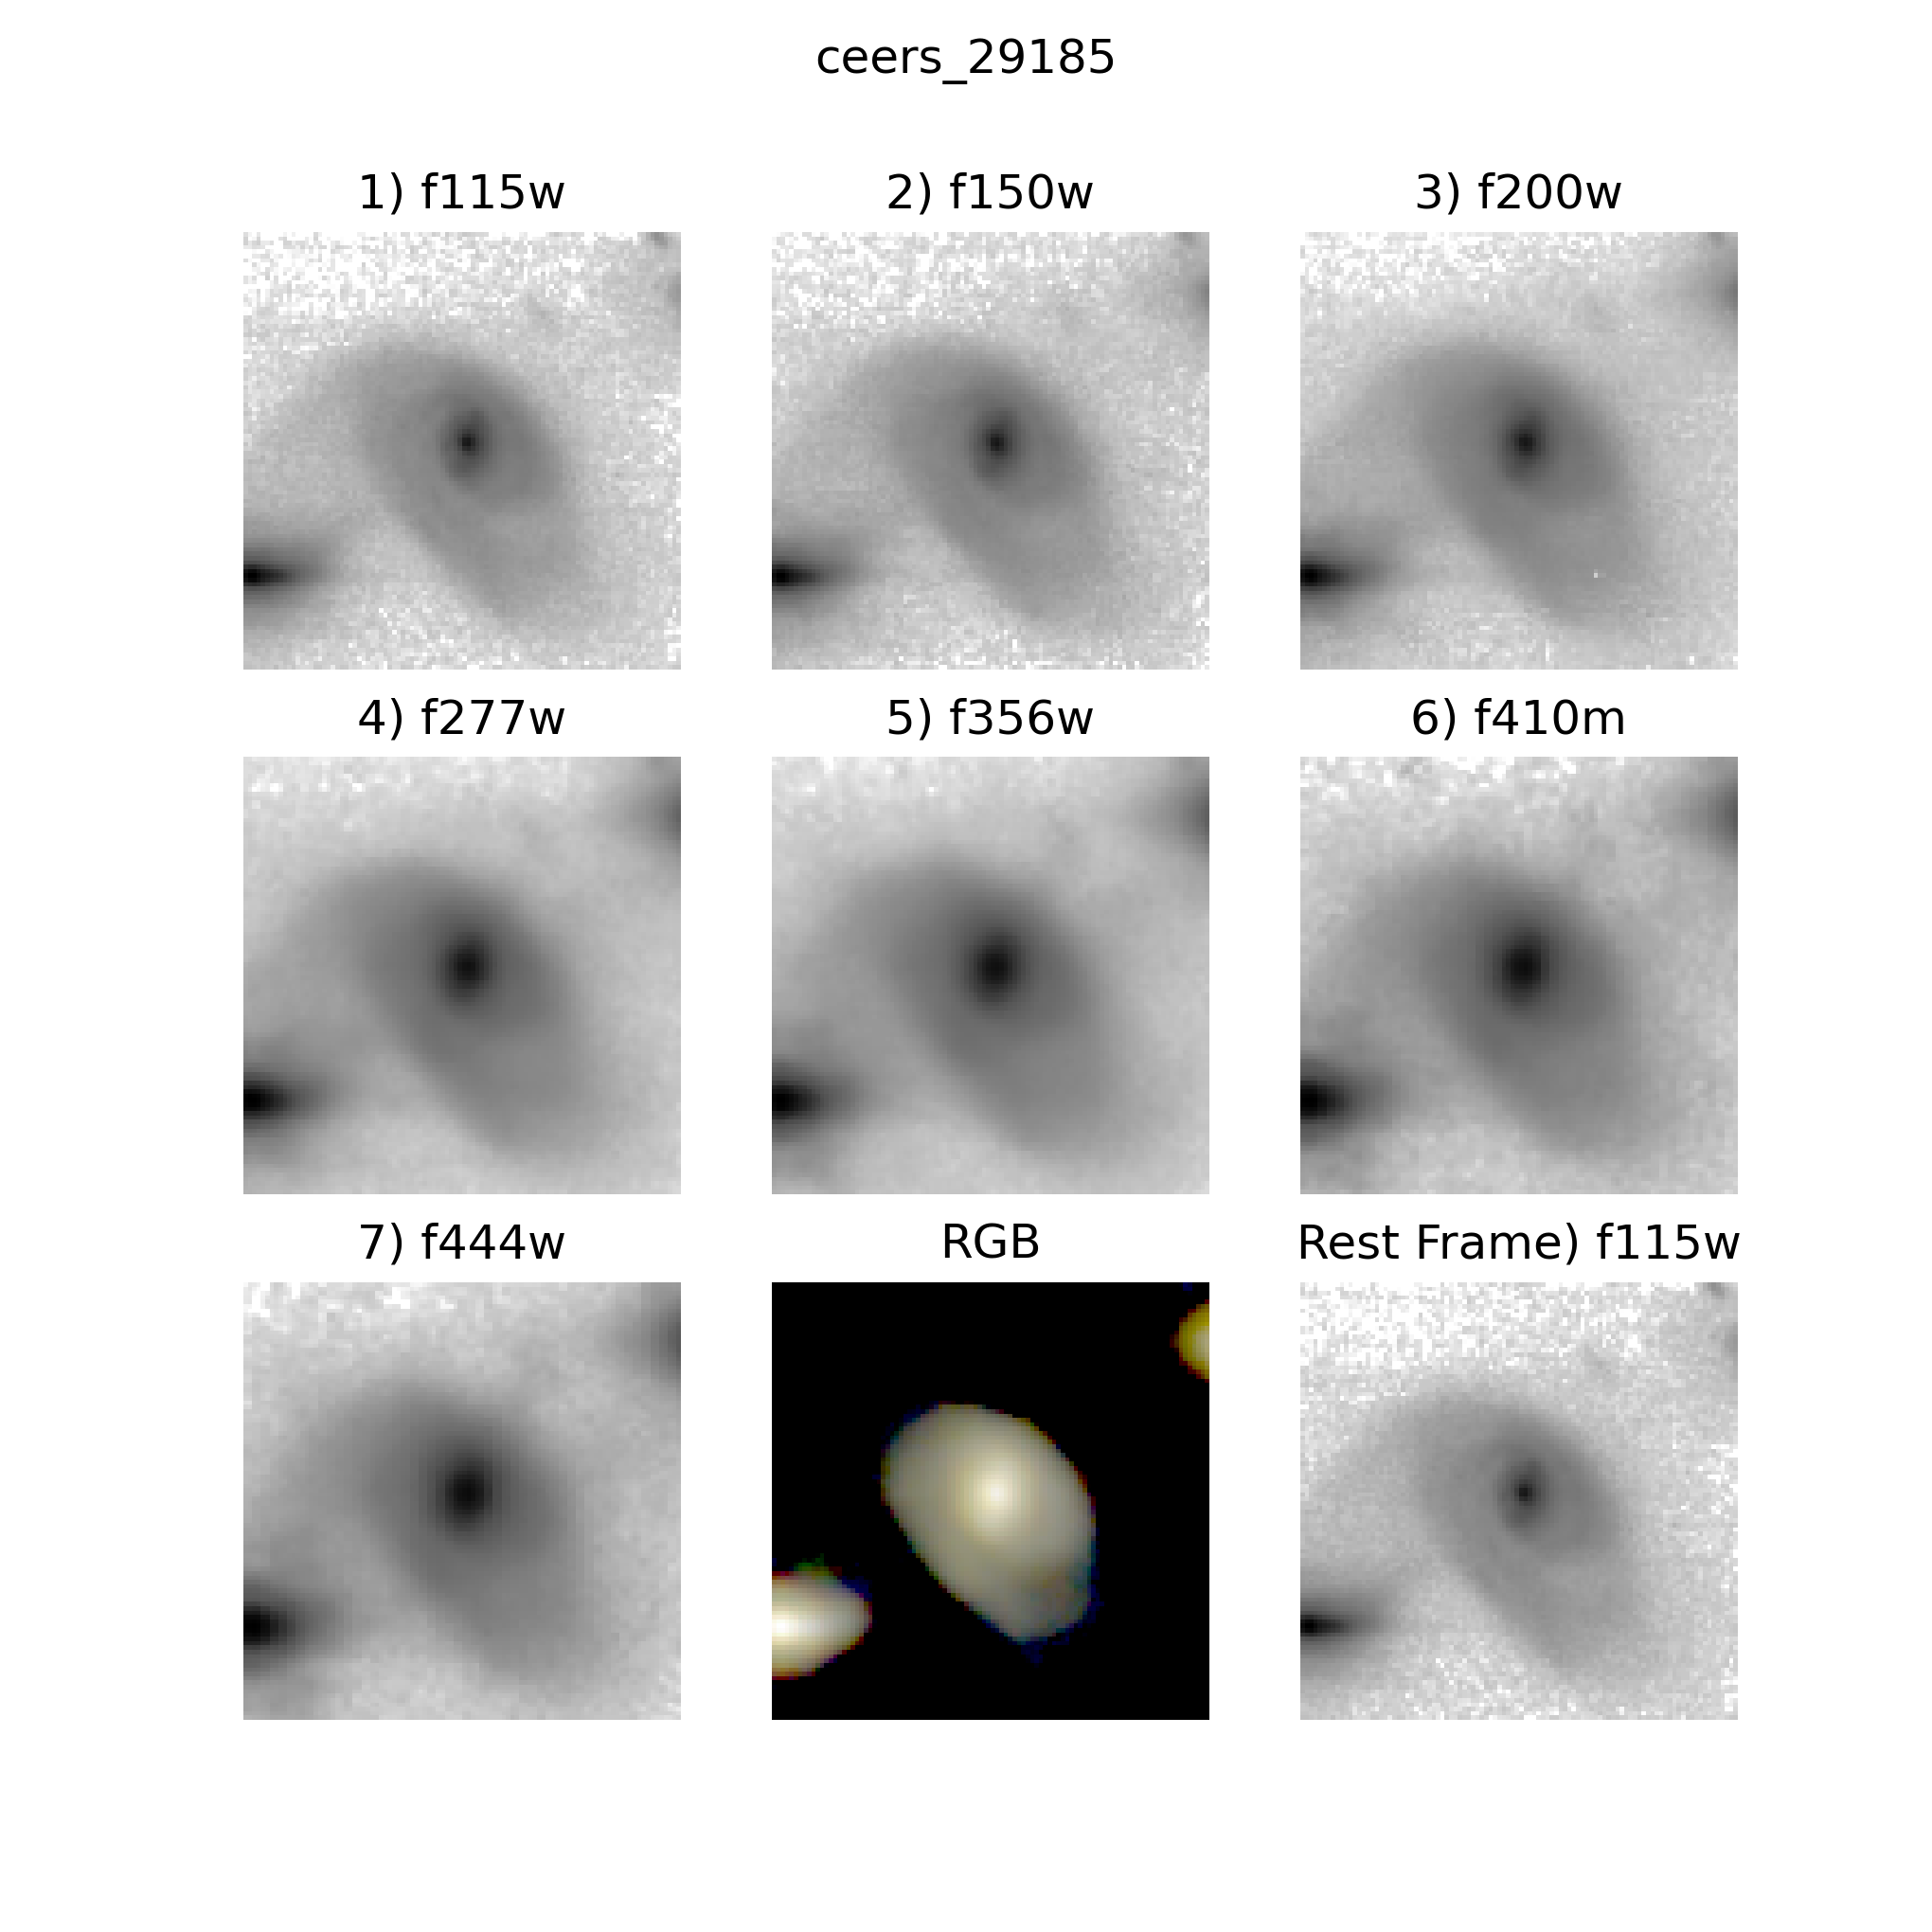 ceers_29185
1) f115w
2) f150w
3) f200w
4) f277w
5) f356w
6) f410m
7) f444w
RGB
Rest Frame) f115w